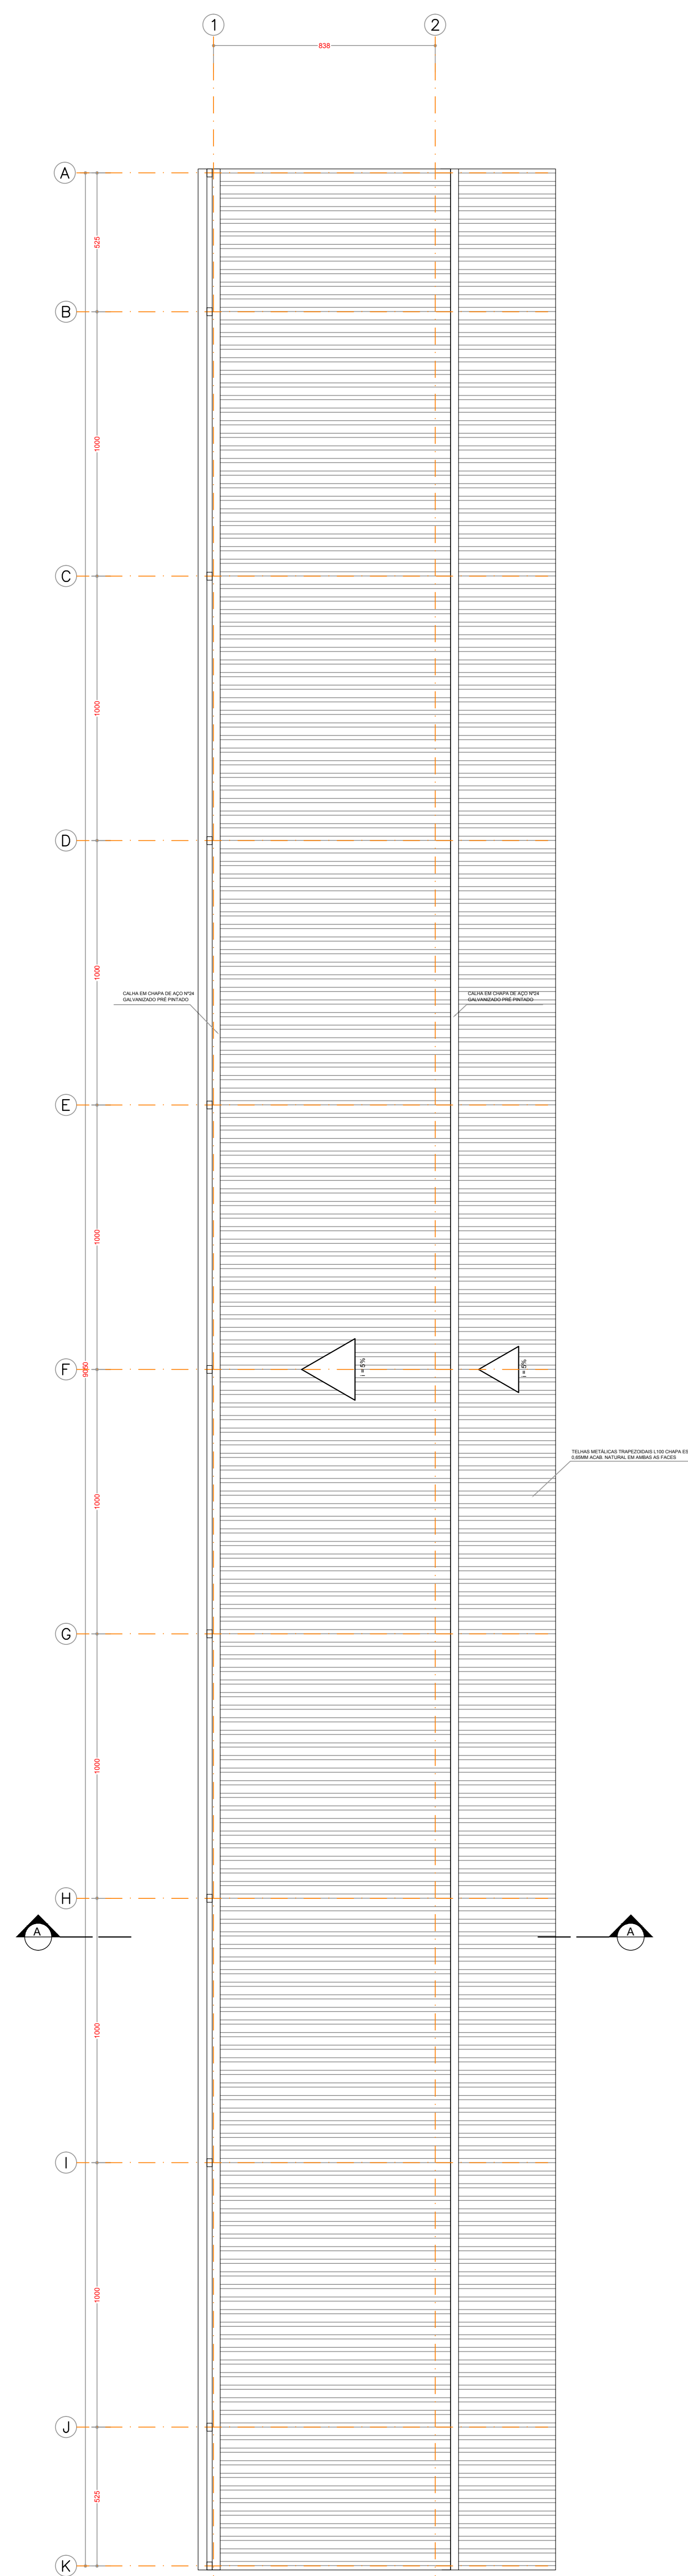 1
2
838
A
525
B
1000
C
1000
D
1000
CALHA EM CHAPA DE AÇO Nº24
GALVANIZADO PRÉ PINTADO
CALHA EM CHAPA DE AÇO Nº24
GALVANIZADO PRÉ PINTADO
E
1000
F
9050
i = 5%
i = 5%
TELHAS METÁLICAS TRAPEZOIDAIS L100 CHAPA ES
0.65MM ACAB. NATURAL EM AMBAS AS FACES
1000
G
1000
H
A
A
1000
I
1000
J
525
K